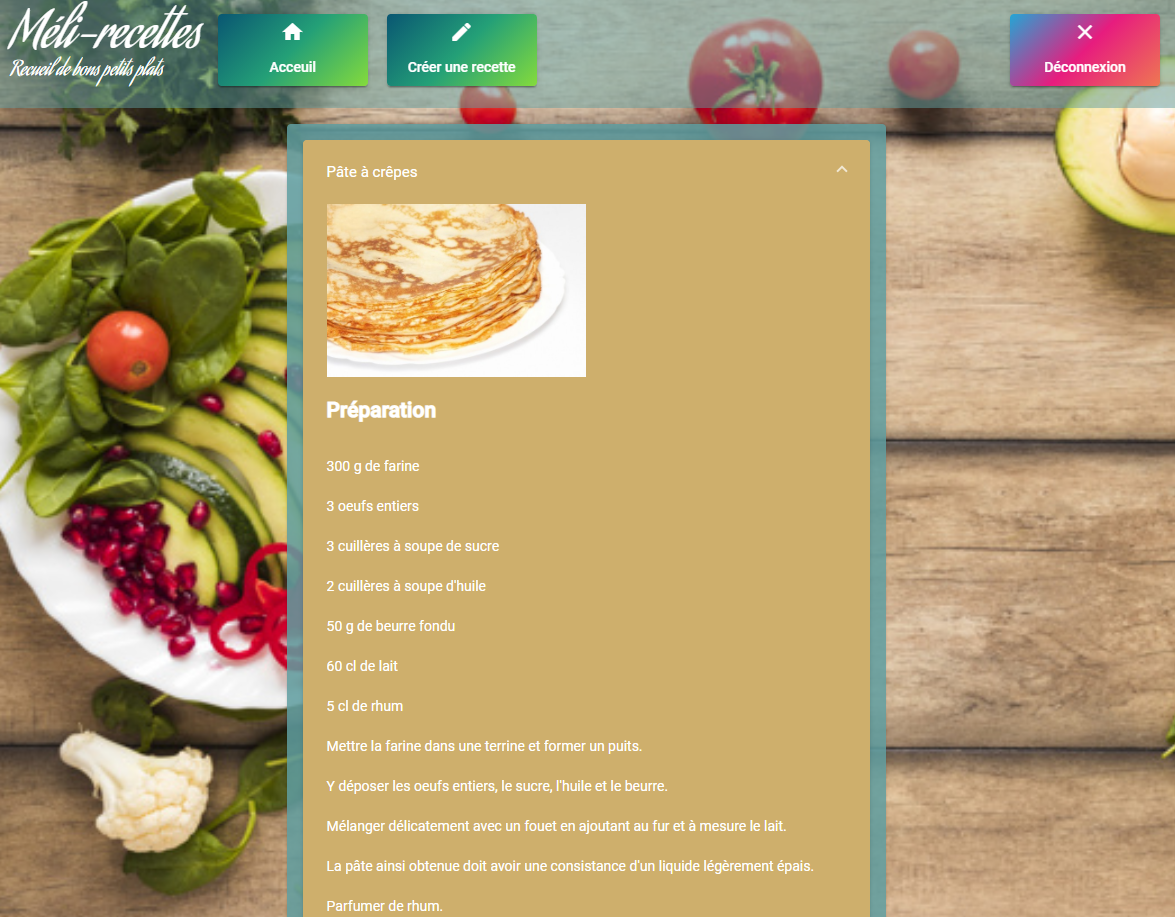 Méli-recettes
Recueil de bons petits plats
Acceuil
Créer une recette
Déconnexion
Pâte à crêpes
Préparation
300 g de farine
3 oeufs entiers
3 cuillères à soupe de sucre
2 cuillères à soupe d'huile
50 g de beurre fondu
60 cl de lait
5 cl de rhum
Mettre la farine dans une terrine et former un puits.
Y déposer les oeufs entiers, le sucre, l'huile et le beurre.
Mélanger délicatement avec un fouet en ajoutant au fur et à mesure le lait.
La pâte ainsi obtenue doit avoir une consistance d'un liquide légèrement épais.
Parfumer de rhum.